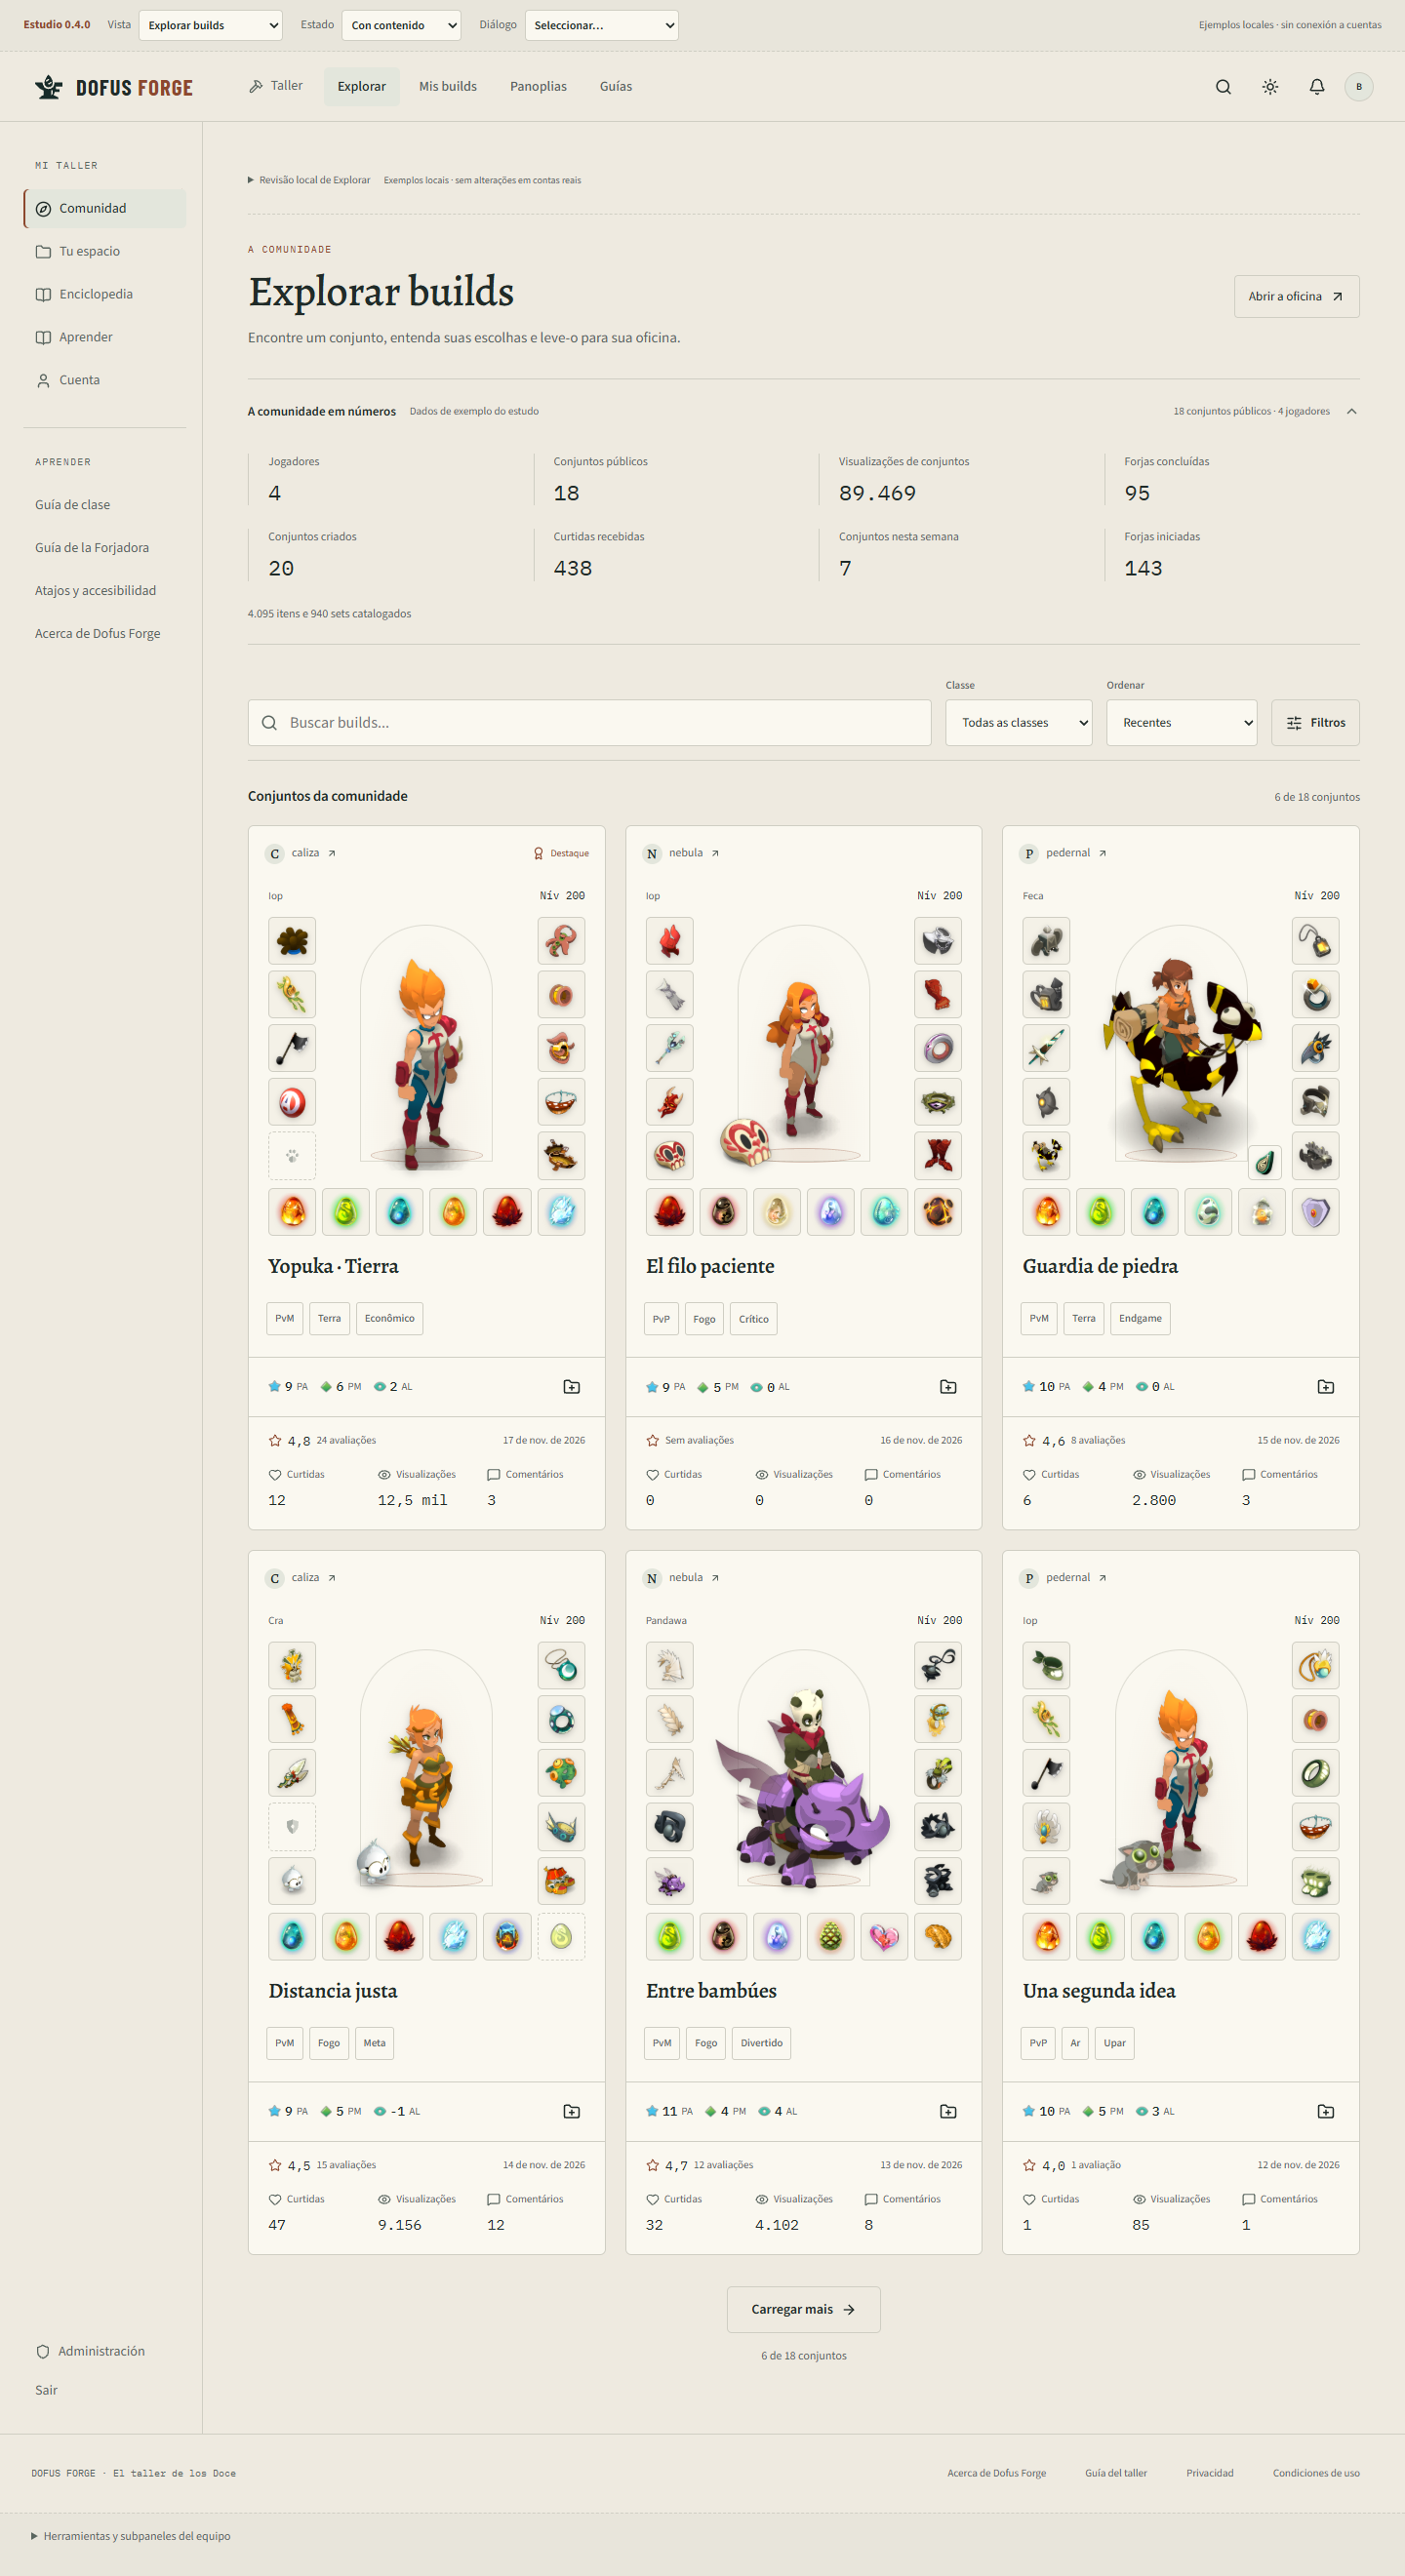 Estudio 0.4.0 Vista Explorar builds Estado Con contenido Diálogo Seleccionar... Ejemplos locales · sin conexión a cuentas
DOFUS FORGE Taller Explorar Mis builds Panoplias Guías B
MI TALLER
Comunidad
Tu espacio
Enciclopedia
Aprender
Cuenta
APRENDER
Guía de clase
Guía de la Forjadora
Atajos y accesibilidad
Acerca de Dofus Forge
Administración
Sair
Revisão local de Explorar Exemplos locais · sem alterações em contas reais
A COMUNIDADE
Explorar builds
Abrir a oficina
Encontre um conjunto, entenda suas escolhas e leve-o para sua oficina.
A comunidade em números Dados de exemplo do estudo 18 conjuntos públicos · 4 jogadores
Jogadores Conjuntos públicos Visualizações de conjuntos Forjas concluídas
4 18 89.469 95
Conjuntos criados Curtidas recebidas Conjuntos nesta semana Forjas iniciadas
20 438 7 143
4.095 itens e 940 sets catalogados
Classe Ordenar
Buscar builds... Todas as classes Recentes Filtros
Conjuntos da comunidade 6 de 18 conjuntos
C caliza Destaque
Iop Nív 200
Yopuka · Tierra
PvM Terra Econômico
9 PA 6 PM 2 AL
4,8 24 avaliações 17 de nov. de 2026
Curtidas Visualizações Comentários
12 12,5 mil 3
N nebula
Iop Nív 200
El filo paciente
PvP Fogo Crítico
9 PA 5 PM 0 AL
Sem avaliações 16 de nov. de 2026
Curtidas Visualizações Comentários
0 0 0
P pedernal
Feca Nív 200
Guardia de piedra
PvM Terra Endgame
10 PA 4 PM 0 AL
4,6 8 avaliações 15 de nov. de 2026
Curtidas Visualizações Comentários
6 2.800 3
C caliza
Cra Nív 200
Distancia justa
PvM Fogo Meta
9 PA 5 PM -1 AL
4,5 15 avaliações 14 de nov. de 2026
Curtidas Visualizações Comentários
47 9.156 12
N nebula
Pandawa Nív 200
Entre bambúes
PvM Fogo Divertido
11 PA 4 PM 4 AL
4,7 12 avaliações 13 de nov. de 2026
Curtidas Visualizações Comentários
32 4.102 8
P pedernal
Iop Nív 200
Una segunda idea
PvP Ar Upar
10 PA 5 PM 3 AL
4,0 1 avaliação 12 de nov. de 2026
Curtidas Visualizações Comentários
1 85 1
Carregar mais
6 de 18 conjuntos
DOFUS FORGE · El taller de los Doce Acerca de Dofus Forge Guía del taller Privacidad Condiciones de uso
Herramientas y subpaneles del equipo